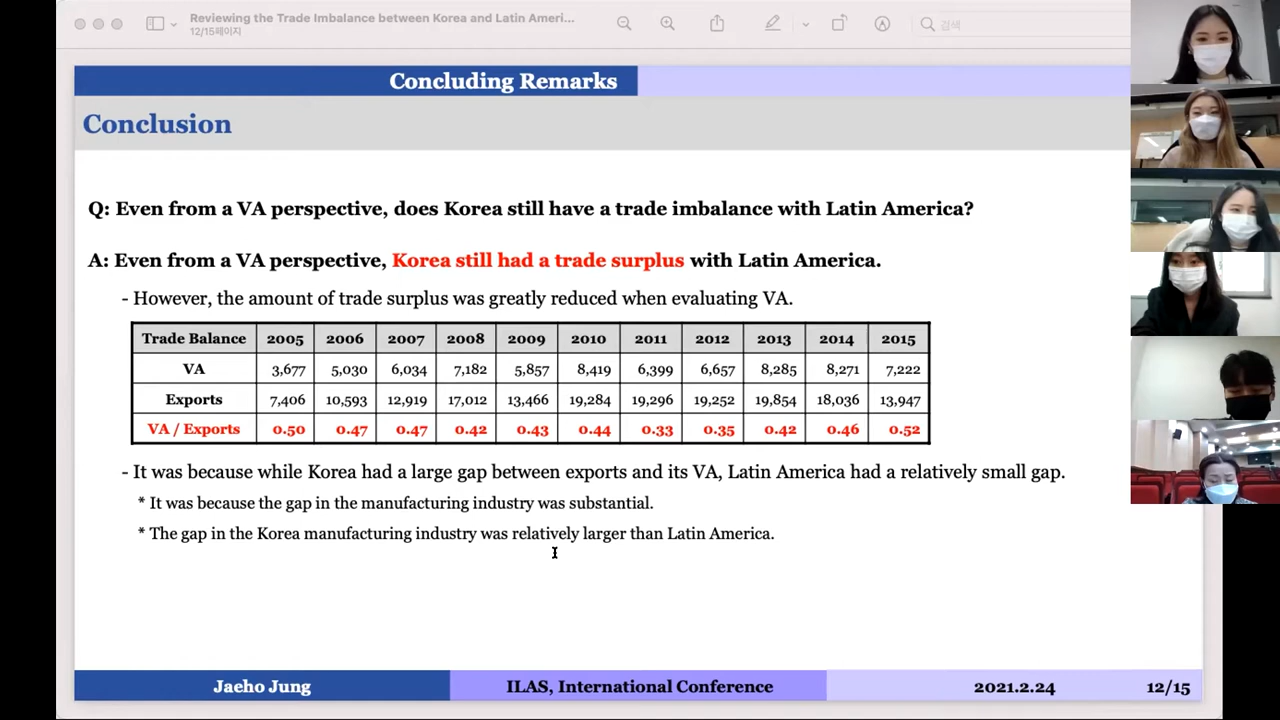 Reviewing the Trade Imbalance between Korea and Latin Ameri...
12/15페이지
검색
Concluding Remarks
Conclusion
Q: Even from a VA perspective, does Korea still have a trade imbalance with Latin America?
A: Even from a VA perspective, Korea still had a trade surplus with Latin America.
- However, the amount of trade surplus was greatly reduced when evaluating VA.
Trade Balance 2005 2006 2007 2008 2009 2010 2011 2012 2013 2014 2015
VA 3,677 5,030 6,034 7,182 5,857 8,419 6,399 6,657 8,285 8,271 7,222
Exports 7,406 10,593 12,919 17,012 13,466 19,284 19,296 19,252 19,854 18,036 13,947
VA / Exports 0.50 0.47 0.47 0.42 0.43 0.44 0.33 0.35 0.42 0.46 0.52
- It was because while Korea had a large gap between exports and its VA, Latin America had a relatively small gap.
* It was because the gap in the manufacturing industry was substantial.
* The gap in the Korea manufacturing industry was relatively larger than Latin America.
Jaeho Jung ILAS, International Conference 2021.2.24 12/15